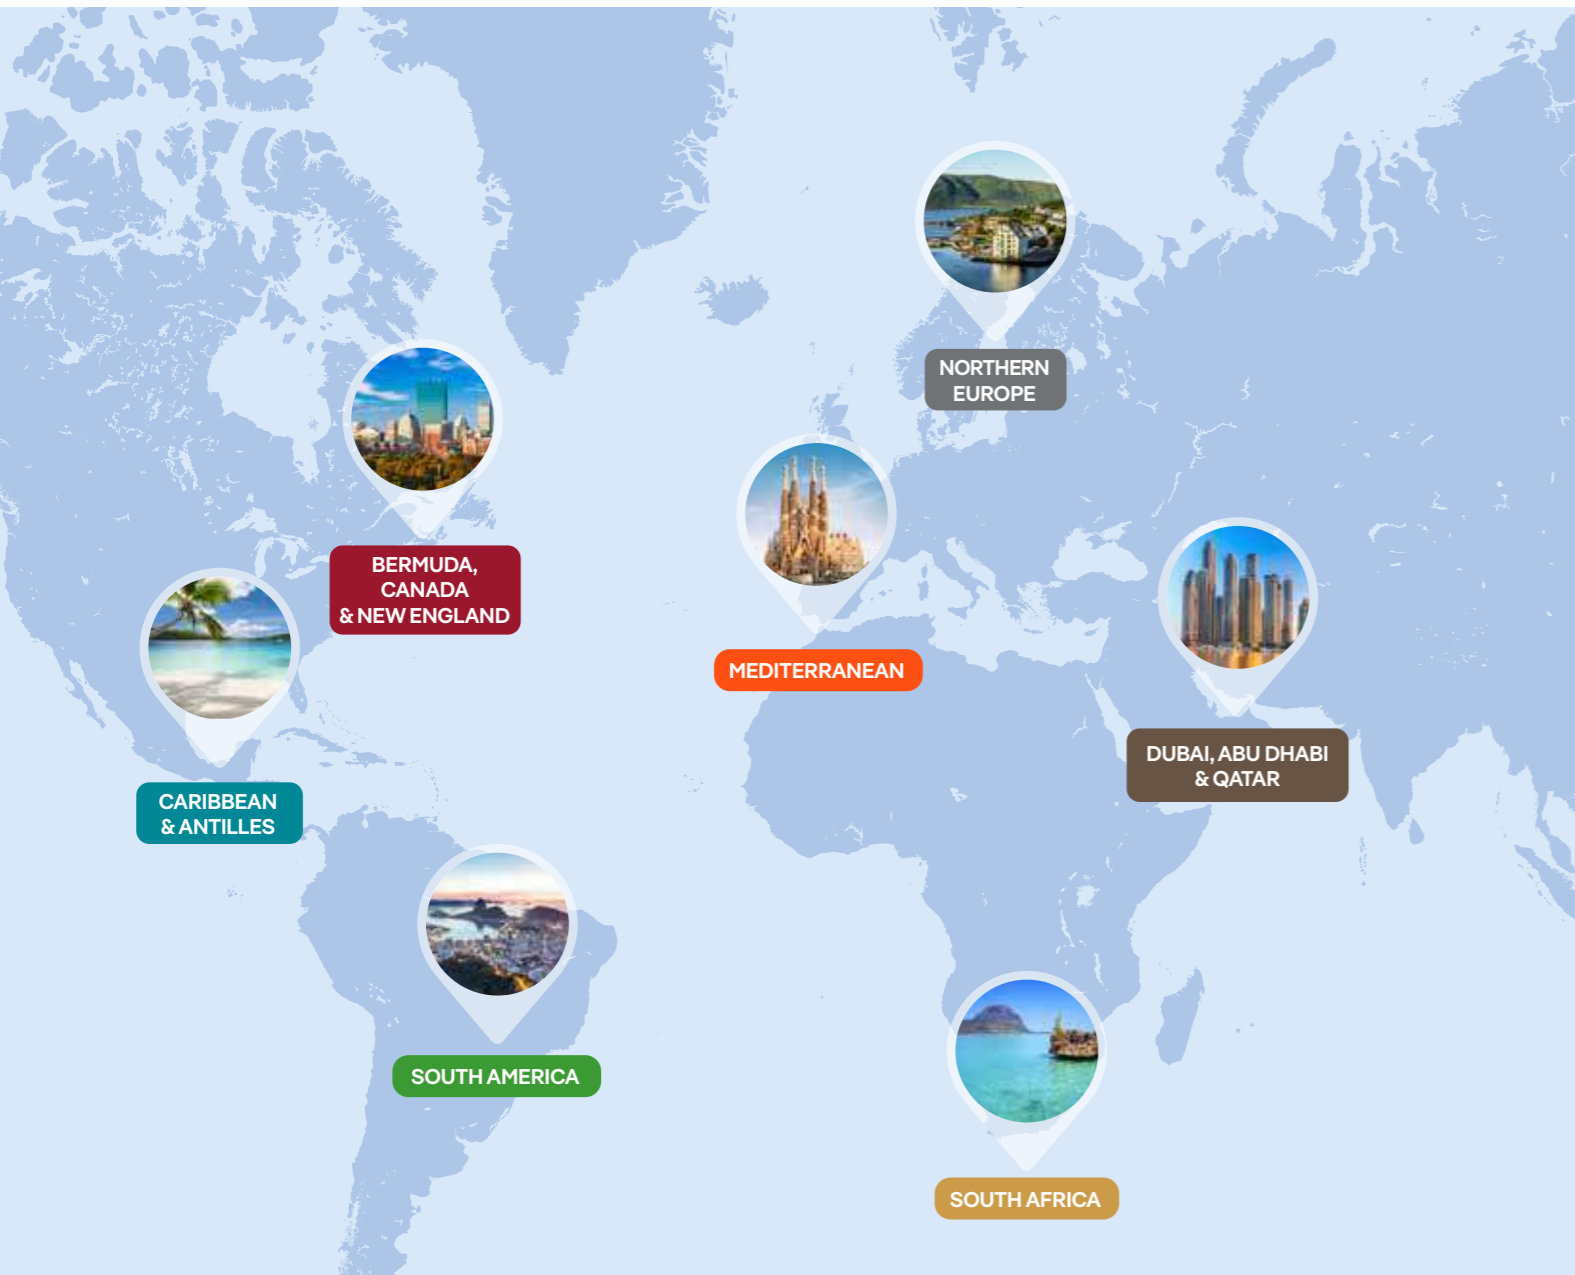 NORTHERN
EUROPE
BERMUDA,
CANADA
& NEW ENGLAND
MEDITERRANEAN
DUBAI, ABU DHABI
& QATAR
CARIBBEAN
& ANTILLES
SOUTH AMERICA
SOUTH AFRICA